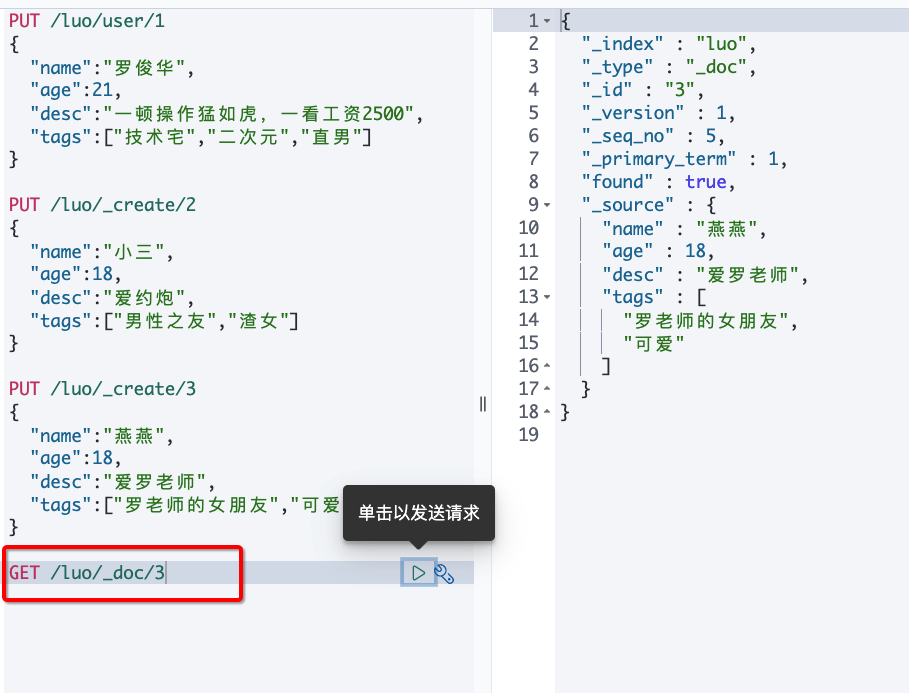 PUT /luo/user/1
{
  "name":"罗俊华",
  "age":21,
  "desc":"一顿操作猛如虎，一看工资2500",
  "tags":["技术宅","二次元","直男"]
}
PUT /luo/_create/2
{
  "name":"小三",
  "age":18,
  "desc":"爱约炮",
  "tags":["男性之友","渣女"]
}
PUT /luo/_create/3
{
  "name":"燕燕",
  "age":18,
  "desc":"爱罗老师",
  "tags":["罗老师的女朋友","可爱
}
单击以发送请求
GET /luo/_doc/3
1 {
2   "_index" : "luo",
3   "_type" : "_doc",
4   "_id" : "3",
5   "_version" : 1,
6   "_seq_no" : 5,
7   "_primary_term" : 1,
8   "found" : true,
9   "_source" : {
10     "name" : "燕燕",
11     "age" : 18,
12     "desc" : "爱罗老师",
13     "tags" : [
14       "罗老师的女朋友",
15       "可爱"
16     ]
17   }
18 }
19